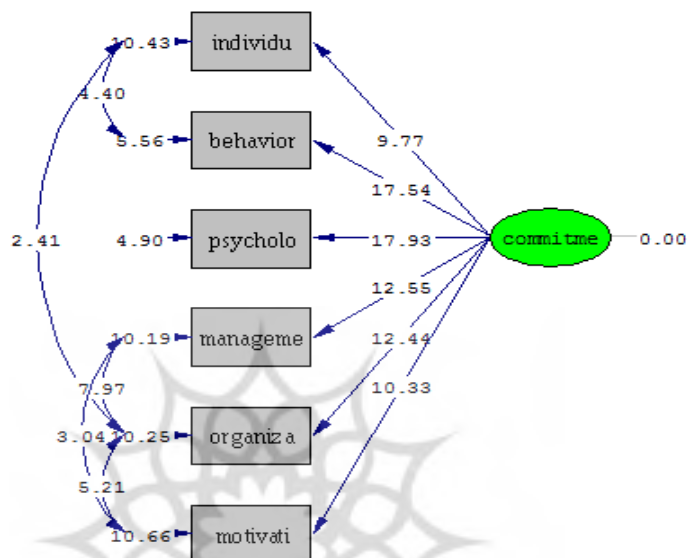 10.43 individu
4.40
5.56 behavior
9.77
17.54
2.41
4.90 psycholo
17.93
commitme 0.00
12.55
10.19 manageme
12.44
7.97
10.33
3.04 10.25 organiza
5.21
10.66 motivati